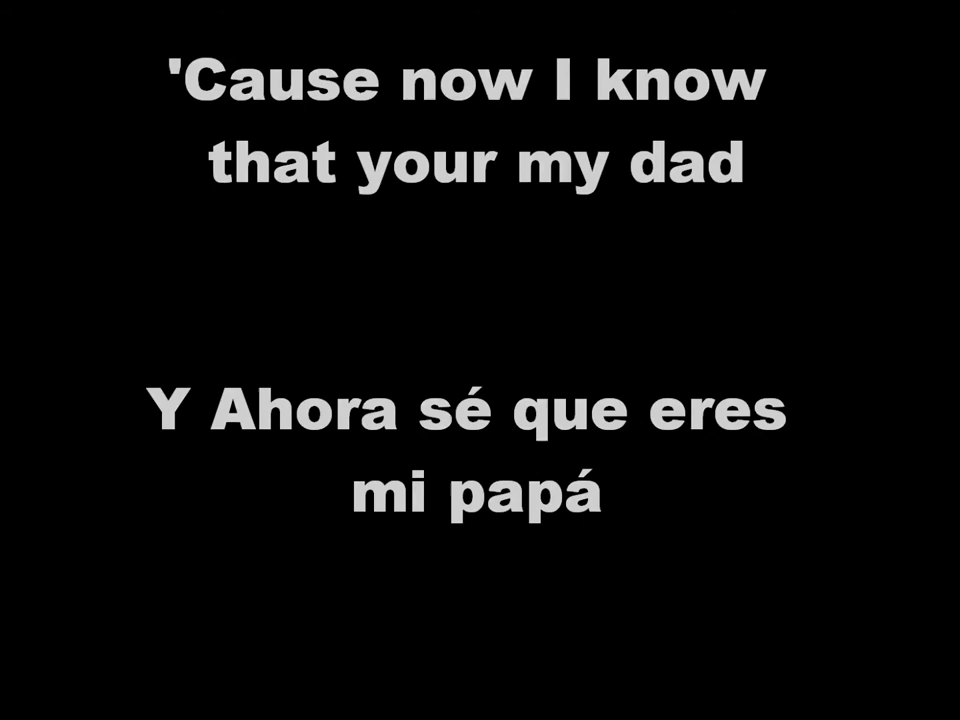 'Cause now I know
that your my dad
Y Ahora sé que eres
mi papá